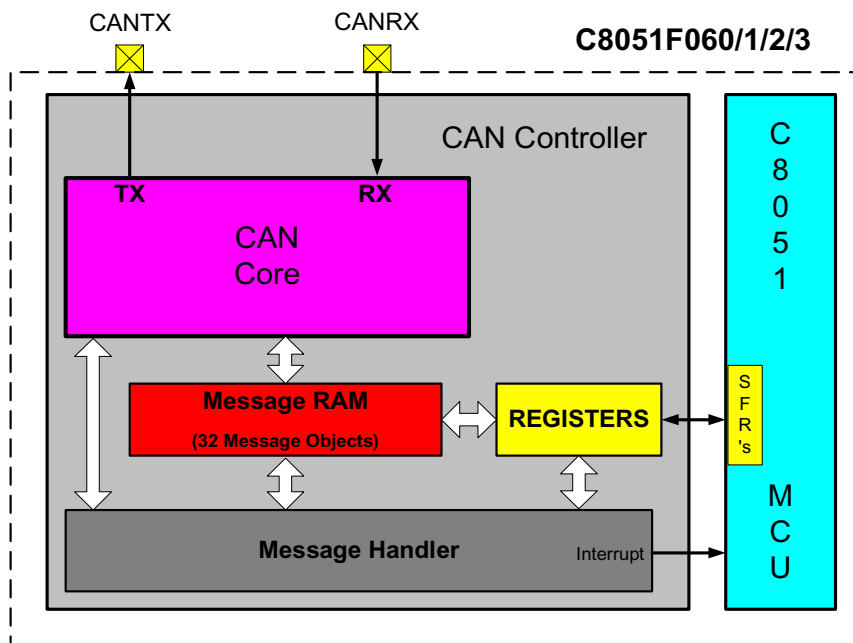 CANTX
CANRX
C8051F060/1/2/3
CAN Controller
TX
RX
CAN
Core
C
8
0
5
1
Message RAM
(32 Message Objects)
REGISTERS
S
F
R
's
M
C
U
Message Handler
Interrupt